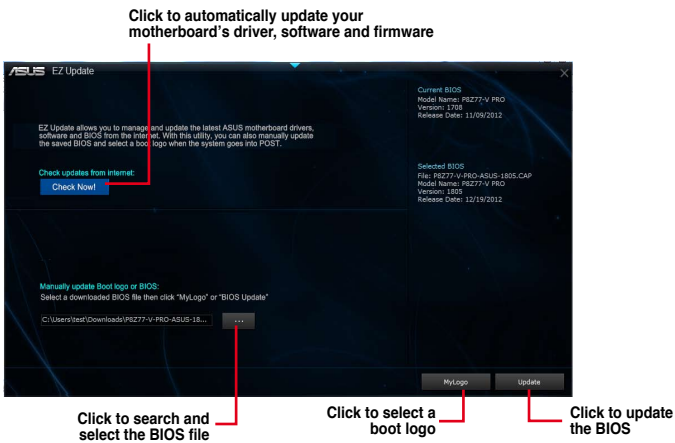 Click to automatically update your
motherboard's driver, software and firmware
ASUS EZ Update
Current BIOS
Model Name: P8Z77-V PRO
Version: 1708
Release Date: 11/09/2012
EZ Update allows you to manage and update the latest ASUS motherboard drivers,
software and BIOS from the internet. With this utility, you can also manually update
the saved BIOS and select a boot logo when the system goes into POST.
Selected BIOS
File: P8Z77-V-PRO-ASUS-1805.CAP
Model Name: P8Z77-V PRO
Version: 1805
Release Date: 12/19/2012
Check updates from internet:
Check Now!
Manually update Boot logo or BIOS:
Select a downloaded BIOS file then click "MyLogo" or "BIOS Update"
C:\Users\test\Downloads\P8Z77-V-PRO-ASUS-18...
...
MyLogo
Update
Click to search and
select the BIOS file
Click to select a
boot logo
Click to update
the BIOS